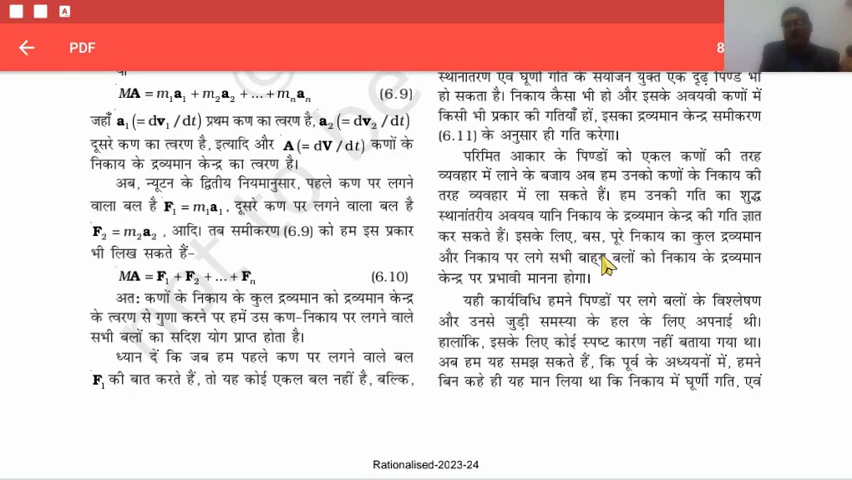 A
PDF
8
या
MA = m₁a₁ + m₂a₂ + ...+ mₙaₙ (6.9)
जहाँ a₁(= dv₁ / dt) प्रथम कण का त्वरण है, a₂(= dv₂ / dt)
दूसरे कण का त्वरण है, इत्यादि और A(= dV / dt) कणों के
निकाय के द्रव्यमान केन्द्र का त्वरण है।
अब, न्यूटन के द्वितीय नियमानुसार, पहले कण पर लगने
वाला बल है F₁ = m₁a₁, दूसरे कण पर लगने वाला बल है
F₂ = m₂a₂, आदि। तब समीकरण (6.9) को हम इस प्रकार
भी लिख सकते हैं-
MA = F₁ + F₂ + ... + Fₙ (6.10)
अत: कणों के निकाय के कुल द्रव्यमान को द्रव्यमान केन्द्र
के त्वरण से गुणा करने पर हमें उस कण-निकाय पर लगने वाले
सभी बलों का सदिश योग प्राप्त होता है।
ध्यान दें कि जब हम पहले कण पर लगने वाले बल
F₁ की बात करते हैं, तो यह कोई एकल बल नहीं है, बल्कि,
स्थानांतरण एवं घूर्णी गति के संयोजन युक्त एक दृढ़ पिण्ड भी
हो सकता है। निकाय कैसा भी हो और इसके अवयवी कणों में
किसी भी प्रकार की गतियाँ हों, इसका द्रव्यमान केन्द्र समीकरण
(6.11) के अनुसार ही गति करेगा।
परिमित आकार के पिण्डों को एकल कणों की तरह
व्यवहार में लाने के बजाय अब हम उनको कणों के निकाय की
तरह व्यवहार में ला सकते हैं। हम उनकी गति का शुद्ध
स्थानांतरीय अवयव यानि निकाय के द्रव्यमान केन्द्र की गति ज्ञात
कर सकते हैं। इसके लिए, बस, पूरे निकाय का कुल द्रव्यमान
और निकाय पर लगे सभी बाह्य बलों को निकाय के द्रव्यमान
केन्द्र पर प्रभावी मानना होगा।
यही कार्यविधि हमने पिण्डों पर लगे बलों के विश्लेषण
और उनसे जुड़ी समस्या के हल के लिए अपनाई थी।
हालांकि, इसके लिए कोई स्पष्ट कारण नहीं बताया गया था।
अब हम यह समझ सकते हैं, कि पूर्व के अध्ययनों में, हमने
बिन कहे ही यह मान लिया था कि निकाय में घूर्णी गति, एवं
not to be
Rationalised-2023-24